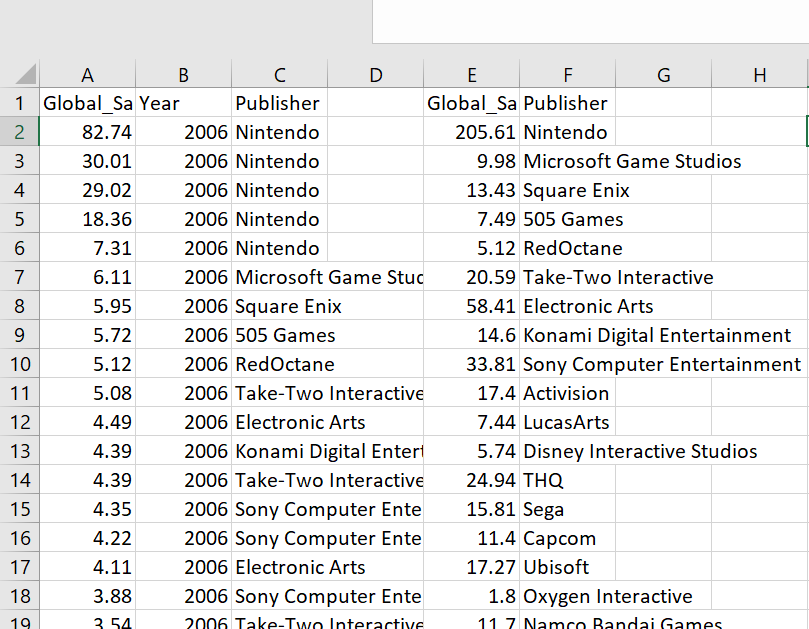 A B C D E F G H
1 Global_Sa Year Publisher Global_Sa Publisher
2 82.74 2006 Nintendo 205.61 Nintendo
3 30.01 2006 Nintendo 9.98 Microsoft Game Studios
4 29.02 2006 Nintendo 13.43 Square Enix
5 18.36 2006 Nintendo 7.49 505 Games
6 7.31 2006 Nintendo 5.12 RedOctane
7 6.11 2006 Microsoft Game Stud 20.59 Take-Two Interactive
8 5.95 2006 Square Enix 58.41 Electronic Arts
9 5.72 2006 505 Games 14.6 Konami Digital Entertainment
10 5.12 2006 RedOctane 33.81 Sony Computer Entertainment
11 5.08 2006 Take-Two Interactive 17.4 Activision
12 4.49 2006 Electronic Arts 7.44 LucasArts
13 4.39 2006 Konami Digital Entert 5.74 Disney Interactive Studios
14 4.39 2006 Take-Two Interactive 24.94 THQ
15 4.35 2006 Sony Computer Ente 15.81 Sega
16 4.22 2006 Sony Computer Ente 11.4 Capcom
17 4.11 2006 Electronic Arts 17.27 Ubisoft
18 3.88 2006 Sony Computer Ente 1.8 Oxygen Interactive
19 3.54 2006 Take-Two Interactive 11.7 Namco Bandai Games